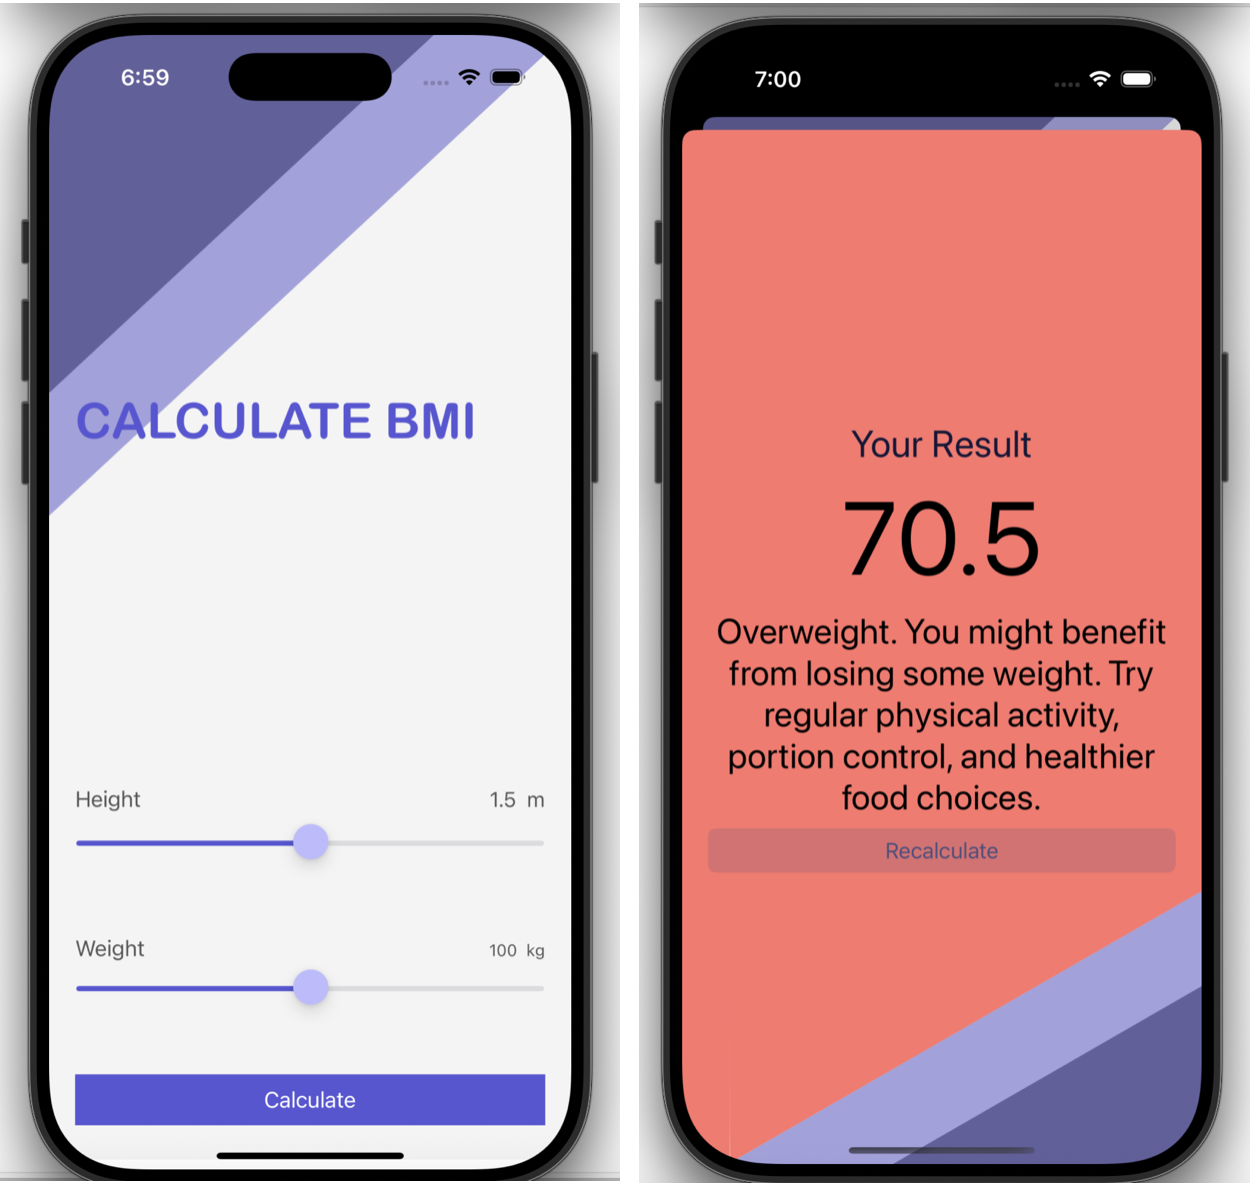 6:59
CALCULATE BMI
Height 1.5 m
Weight 100 kg
Calculate
7:00
Your Result
70.5
Overweight. You might benefit
from losing some weight. Try
regular physical activity,
portion control, and healthier
food choices.
Recalculate